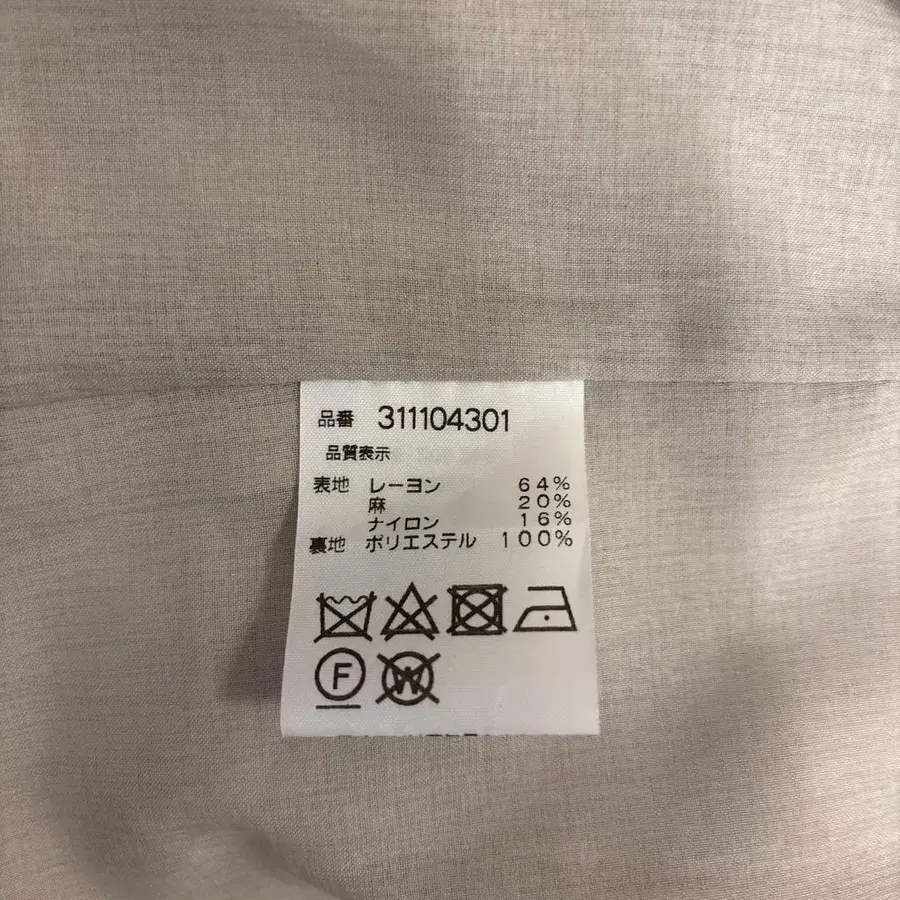 品番 311104301
品質表示
表地 レーヨン 64%
麻 20%
ナイロン 16%
裏地 ポリエステル 100%
F W